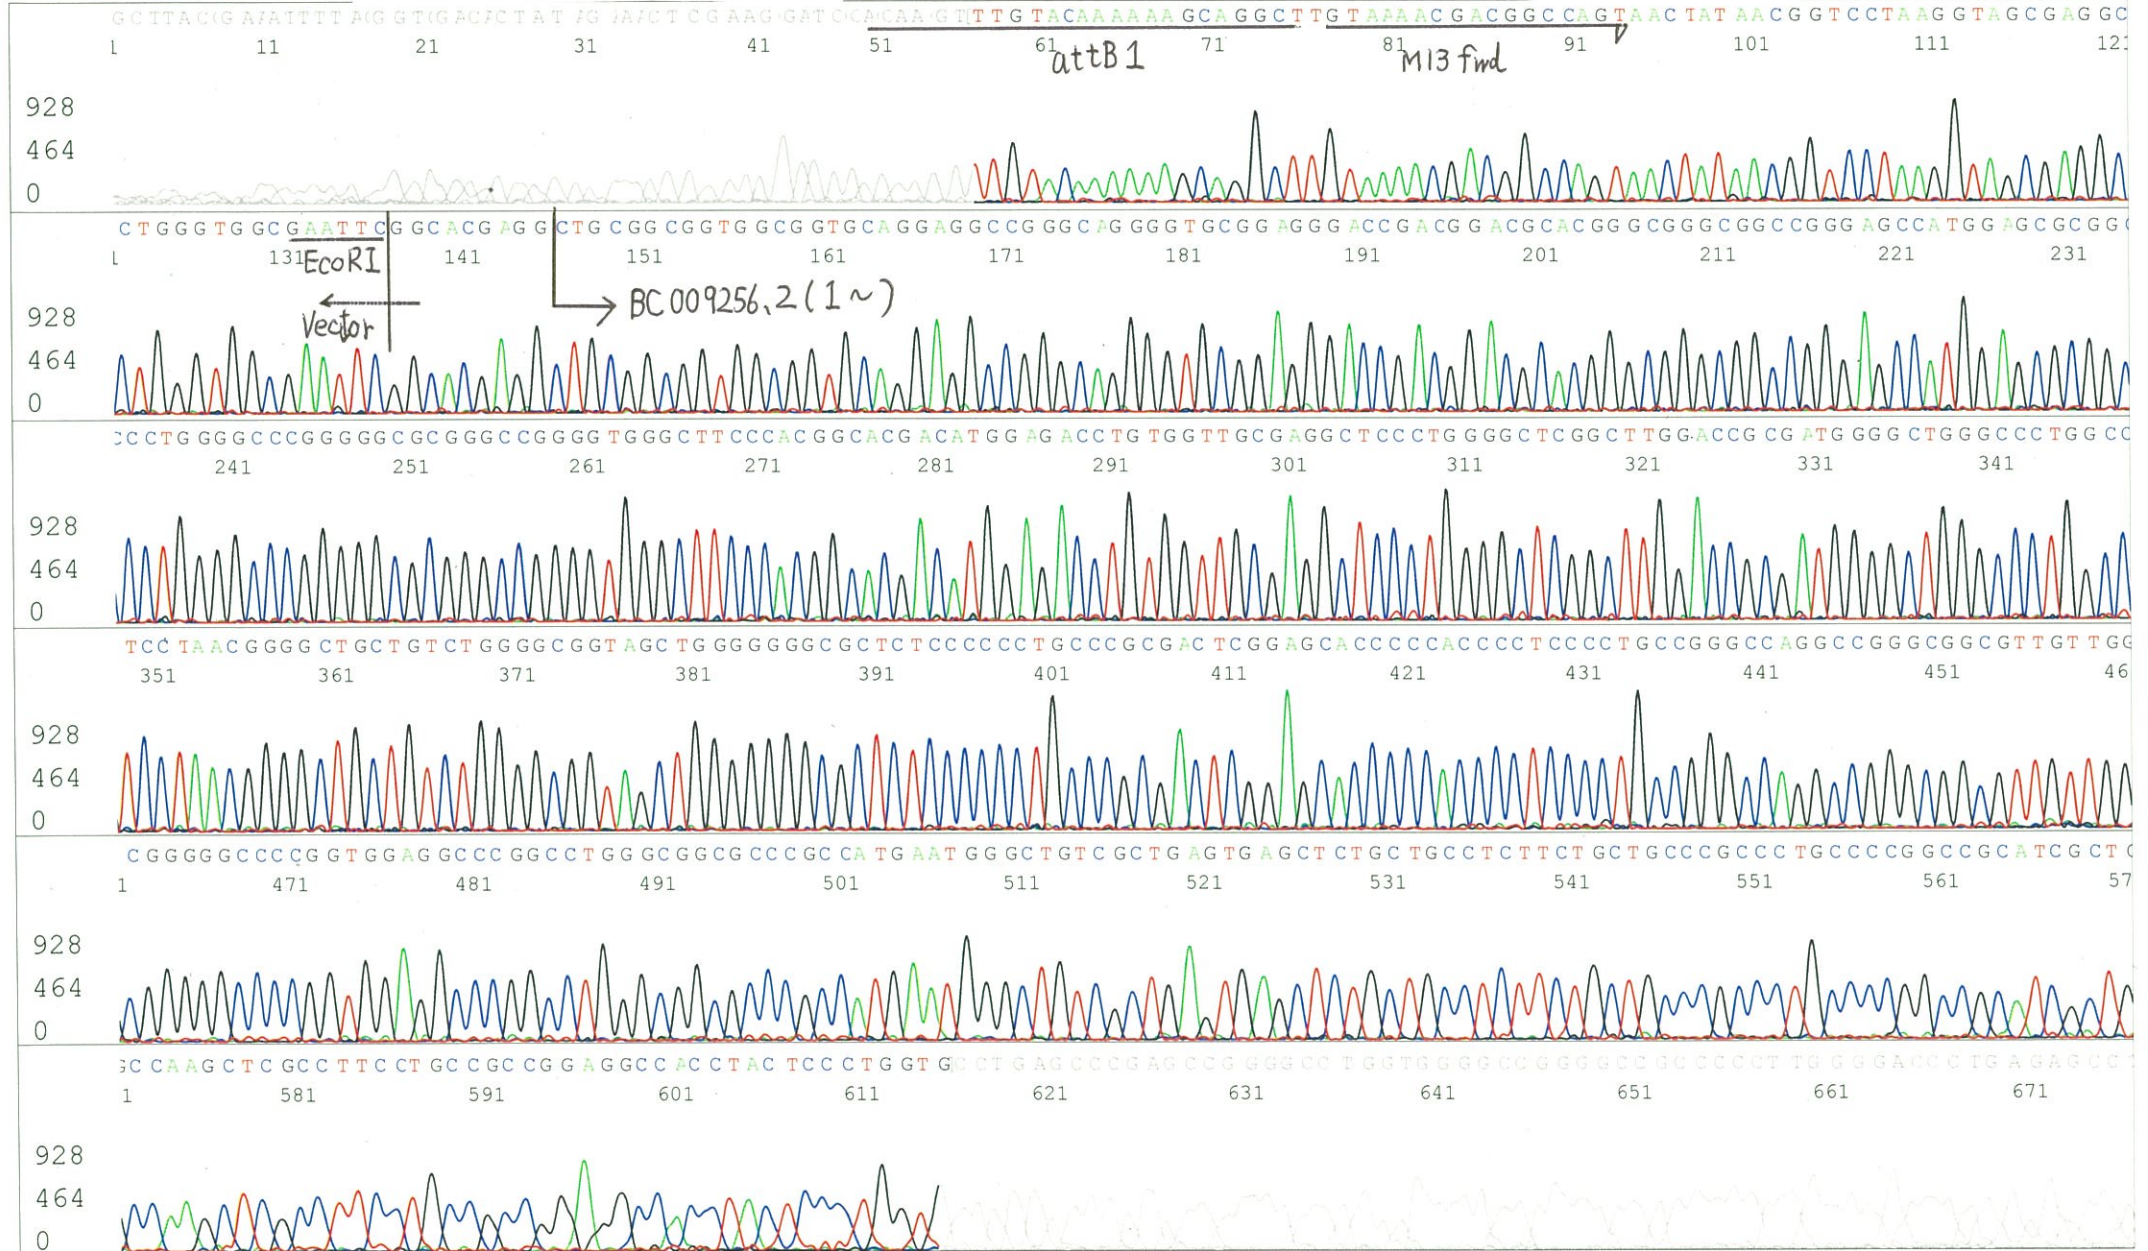 TTGTACAAAAAAGCAGGCTTGTAAAACGACGGCCAGTAACTATAACGGTCCTAAGGTAGCGAGGC
1 11 21 31 41 51 61 71 81 91 101 111 121
attB1 M13 fwd
928
464
0
CTGGGTGGCGAATTCGGCACGAGGCTGCGGCGGTGGCGGTGCAGGAGGCCGGGCAGGGGTGCGGAGGGACCGACGGACGCACGGGCGGGCGGCCGGGAGCCATGGAGCGCGG
1 131 141 151 161 171 181 191 201 211 221 231
EcoRI
Vector
BC009256.2 (1~)
928
464
0
CCCTGGGGCCCGGGGGCGCGGGCCGGGGTGGGCTTCCCACGGCACGACATGGAGACCTGTGGTTGCGAGGCTCCCTGGGGCTCGGCTTGGACCGCGATGGGGCTGGGCCCTGGCC
241 251 261 271 281 291 301 311 321 331 341
928
464
0
TCCTAACGGGGCTGCTGTCTGGGGCGGTAGCTGGGGGGGCGCTCTCCCCCCTGCCCGCGACTCGGAGCACCCCCACCCCTCCCCTGCCGGGCCAGGCCGGGCGGCGTTGTTGG
351 361 371 381 391 401 411 421 431 441 451 46
928
464
0
CGGGGGCCCCGGTGGAGGCCCGGCCTGGGCGGCGCCCGCCATGAATGGGCTGTCGCTGAGTGAGCTCTGCTGCCTCTTCTGCTGCCCGCCCTGCCCCGGCCGCATCGCTG
1 471 481 491 501 511 521 531 541 551 561 57
928
464
0
GCCAAGCTCGCCTTCCTGCCGCCGGAGGCCACCTACTCCCTGGTGCCTGAGCCCGAGCCGGGGCCTGGTGGGGCCGGGGCCGCCCCCTTGGGGACCCTGAGAGCC
1 581 591 601 611 621 631 641 651 661 671
928
464
0